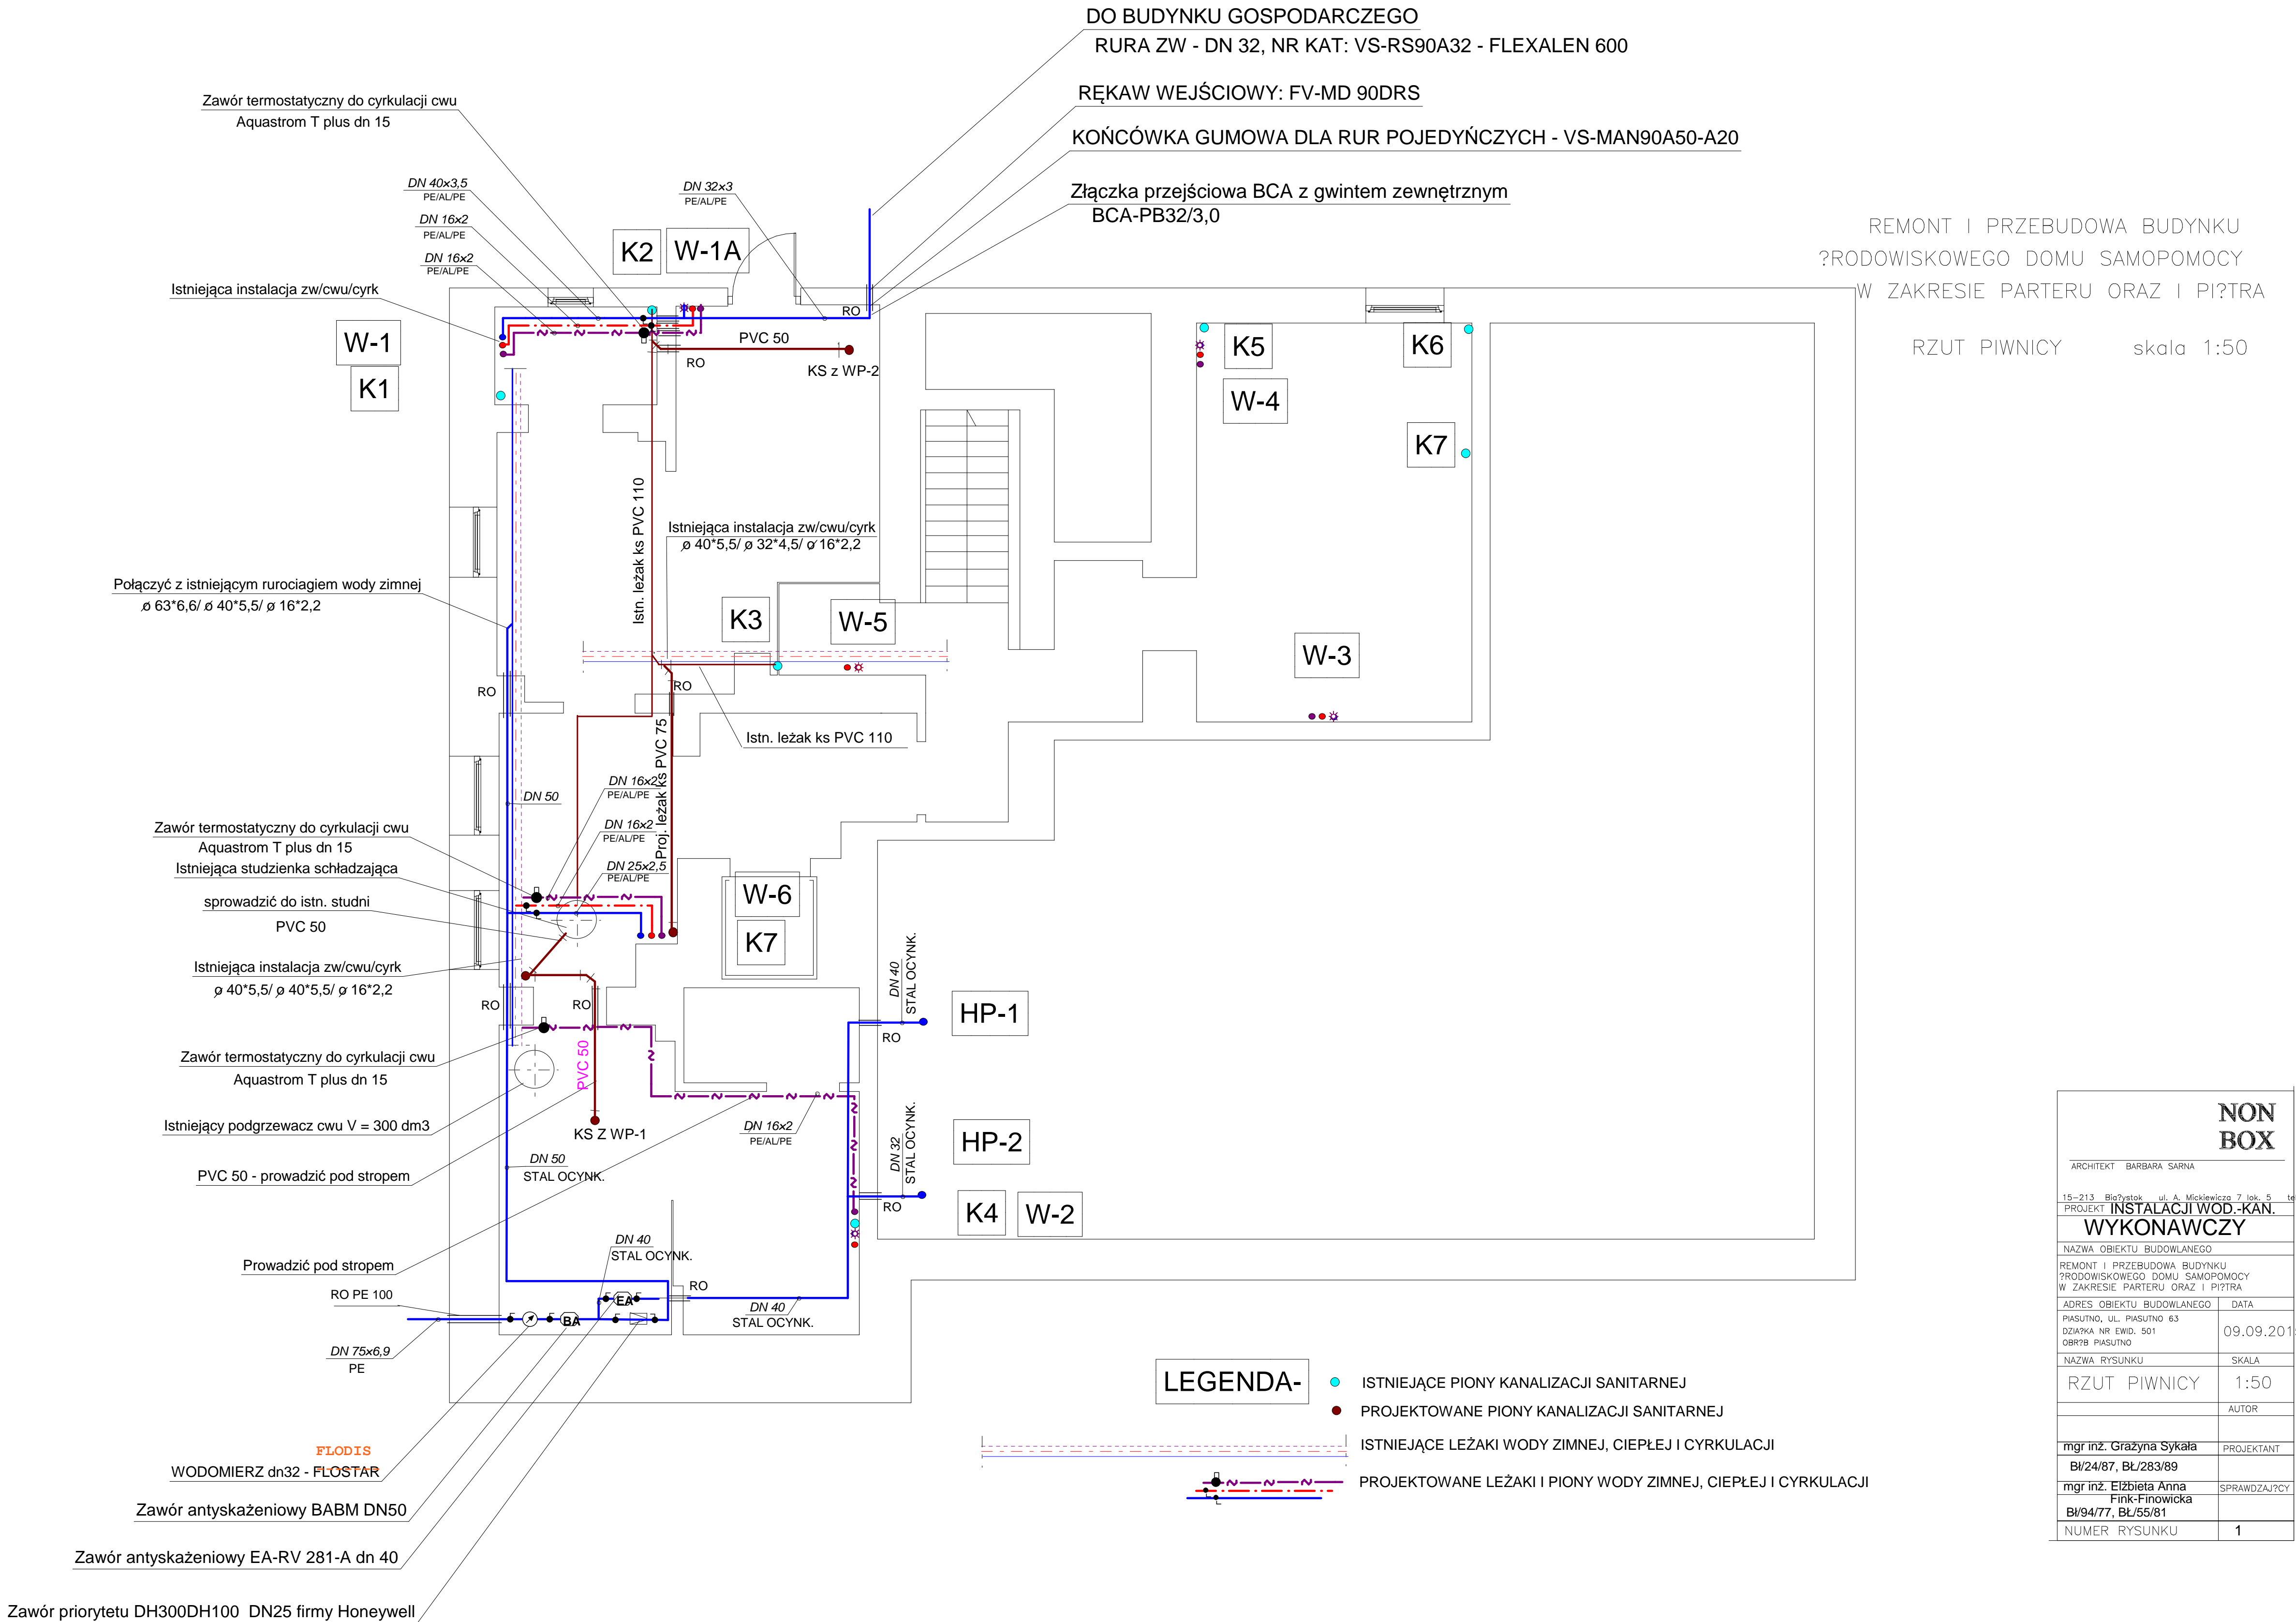 DO BUDYNKU GOSPODARCZEGO
RURA ZW - DN 32, NR KAT: VS-RS90A32 - FLEXALEN 600
RĘKAW WEJŚCIOWY: FV-MD 90DRS
KOŃCÓWKA GUMOWA DLA RUR POJEDYŃCZYCH - VS-MAN90A50-A20
Złączka przejściowa BCA z gwintem zewnętrznym
BCA-PB32/3,0
REMONT I PRZEBUDOWA BUDYNKU
?RODOWISKOWEGO DOMU SAMOPOMOCY
W ZAKRESIE PARTERU ORAZ I PI?TRA
RZUT PIWNICY skala 1:50
Zawór termostatyczny do cyrkulacji cwu
Aquastrom T plus dn 15
DN 40x3,5
PE/AL/PE
DN 16x2
PE/AL/PE
DN 16x2
PE/AL/PE
DN 32x3
PE/AL/PE
K2
W-1A
Istniejąca instalacja zw/cwu/cyrk
W-1
K1
RO
PVC 50
RO
KS z WP-2
K5
W-4
K6
K7
Istn. leżak ks PVC 110
Istniejąca instalacja zw/cwu/cyrk
ø 40*5,5/ ø 32*4,5/ ø 16*2,2
Połączyć z istniejącym rurociagiem wody zimnej
ø 63*6,6/ ø 40*5,5/ ø 16*2,2
K3
W-5
W-3
RO
RO
Istn. leżak ks PVC 110
Proj. leżak ks PVC 75
DN 50
DN 16x2
PE/AL/PE
DN 16x2
PE/AL/PE
DN 25x2,5
PE/AL/PE
Zawór termostatyczny do cyrkulacji cwu
Aquastrom T plus dn 15
Istniejąca studzienka schładzająca
sprowadzić do istn. studni
PVC 50
Istniejąca instalacja zw/cwu/cyrk
ø 40*5,5/ ø 40*5,5/ ø 16*2,2
W-6
K7
RO
RO
DN 40
STAL OCYNK.
RO
HP-1
Zawór termostatyczny do cyrkulacji cwu
Aquastrom T plus dn 15
PVC 50
Istniejący podgrzewacz cwu V = 300 dm3
KS Z WP-1
DN 16x2
PE/AL/PE
DN 32
STAL OCYNK.
RO
HP-2
K4
W-2
PVC 50 - prowadzić pod stropem
DN 50
STAL OCYNK.
DN 40
STAL OCYNK.
Prowadzić pod stropem
RO PE 100
RO
EA
BA
DN 40
STAL OCYNK.
DN 75x6,9
PE
FLODIS
WODOMIERZ dn32 - FLOSTAR
Zawór antyskażeniowy BABM DN50
Zawór antyskażeniowy EA-RV 281-A dn 40
Zawór priorytetu DH300DH100 DN25 firmy Honeywell
LEGENDA-
ISTNIEJĄCE PIONY KANALIZACJI SANITARNEJ
PROJEKTOWANE PIONY KANALIZACJI SANITARNEJ
ISTNIEJĄCE LEŻAKI WODY ZIMNEJ, CIEPŁEJ I CYRKULACJI
PROJEKTOWANE LEŻAKI I PIONY WODY ZIMNEJ, CIEPŁEJ I CYRKULACJI
NON
BOX
ARCHITEKT BARBARA SARNA
15-213 Bia?ystok ul. A. Mickiewicza 7 lok. 5 te
PROJEKT INSTALACJI WOD.-KAN.
WYKONAWCZY
NAZWA OBIEKTU BUDOWLANEGO
REMONT I PRZEBUDOWA BUDYNKU
?RODOWISKOWEGO DOMU SAMOPOMOCY
W ZAKRESIE PARTERU ORAZ I PI?TRA
ADRES OBIEKTU BUDOWLANEGO DATA
PIASUTNO, UL. PIASUTNO 63
DZIA?KA NR EWID. 501
OBR?B PIASUTNO
09.09.201
NAZWA RYSUNKU SKALA
RZUT PIWNICY 1:50
AUTOR
mgr inż. Grażyna Sykała PROJEKTANT
Bł/24/87, BŁ/283/89
mgr inż. Elżbieta Anna SPRAWDZAJ?CY
Fink-Finowicka
Bł/94/77, BŁ/55/81
NUMER RYSUNKU 1